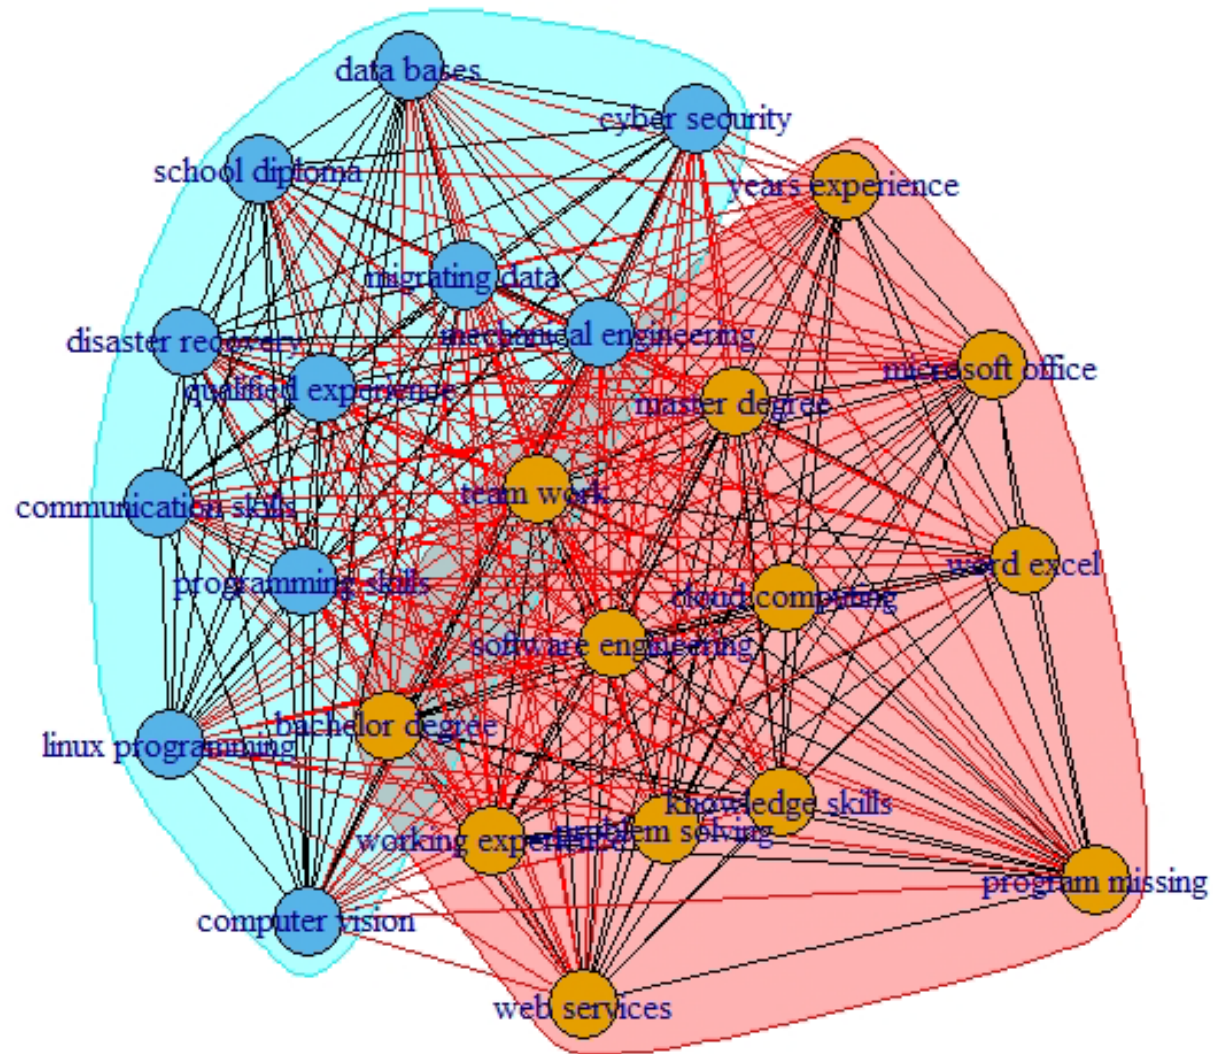 data bases
cyber security
school diploma
years experience
migrating data
mechanical engineering
disaster recovery
microsoft office
qualified experience
master degree
team work
communication skills
word excel
programming skills
cloud computing
software engineering
bachelor degree
linux programming
knowledge skills
problem solving
working experience
program missing
computer vision
web services